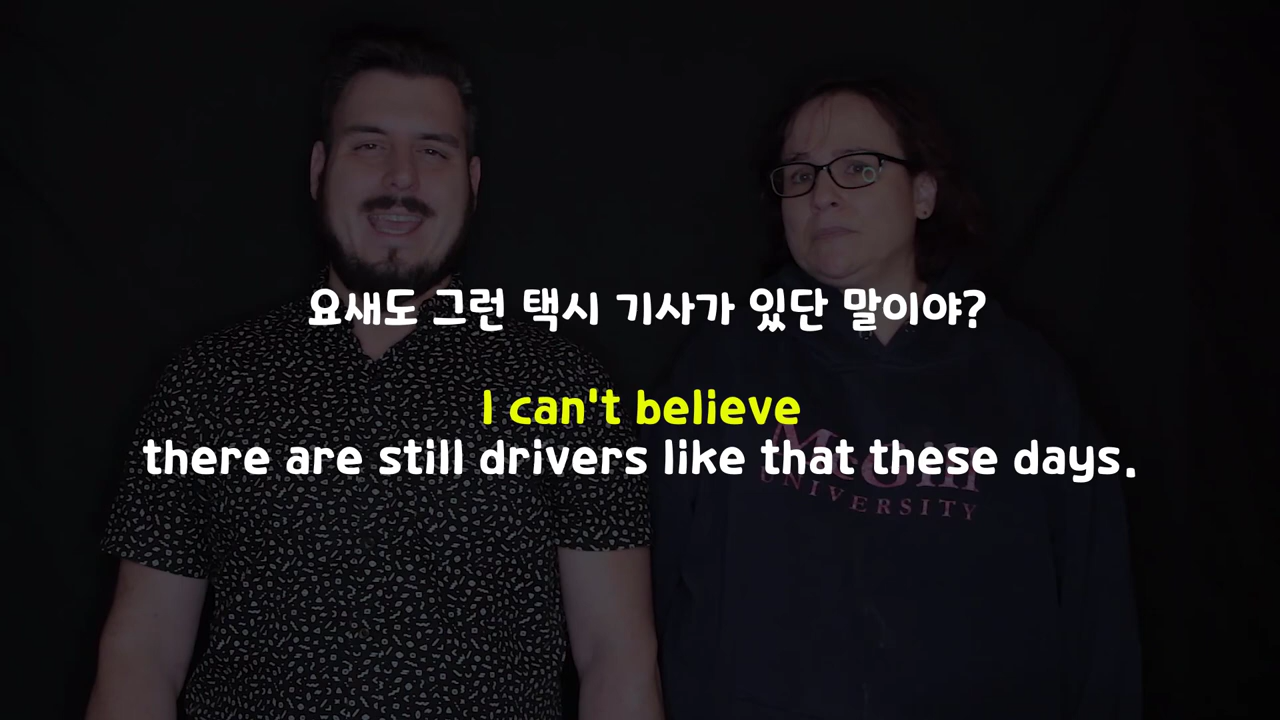 요새도 그런 택시 기사가 있단 말이야?
I can't believe
there are still drivers like that these days.
McGill
UNIVERSITY